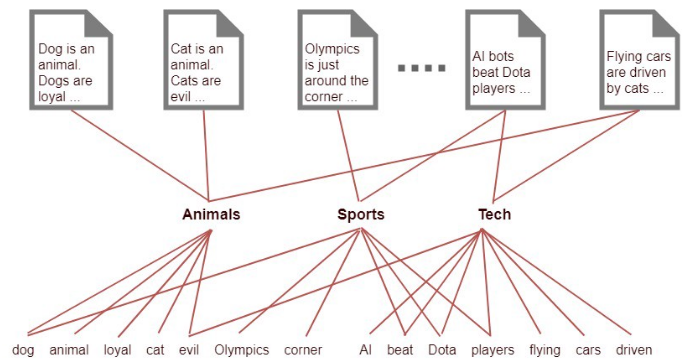 Dog is an
animal.
Dogs are
loyal ...
Cat is an
animal.
Cats are
evil ...
Olympics
is just
around the
corner ...
AI bots
beat Dota
players ...
Flying cars
are driven
by cats ...
Animals Sports Tech
dog animal loyal cat evil Olympics corner AI beat Dota players flying cars driven